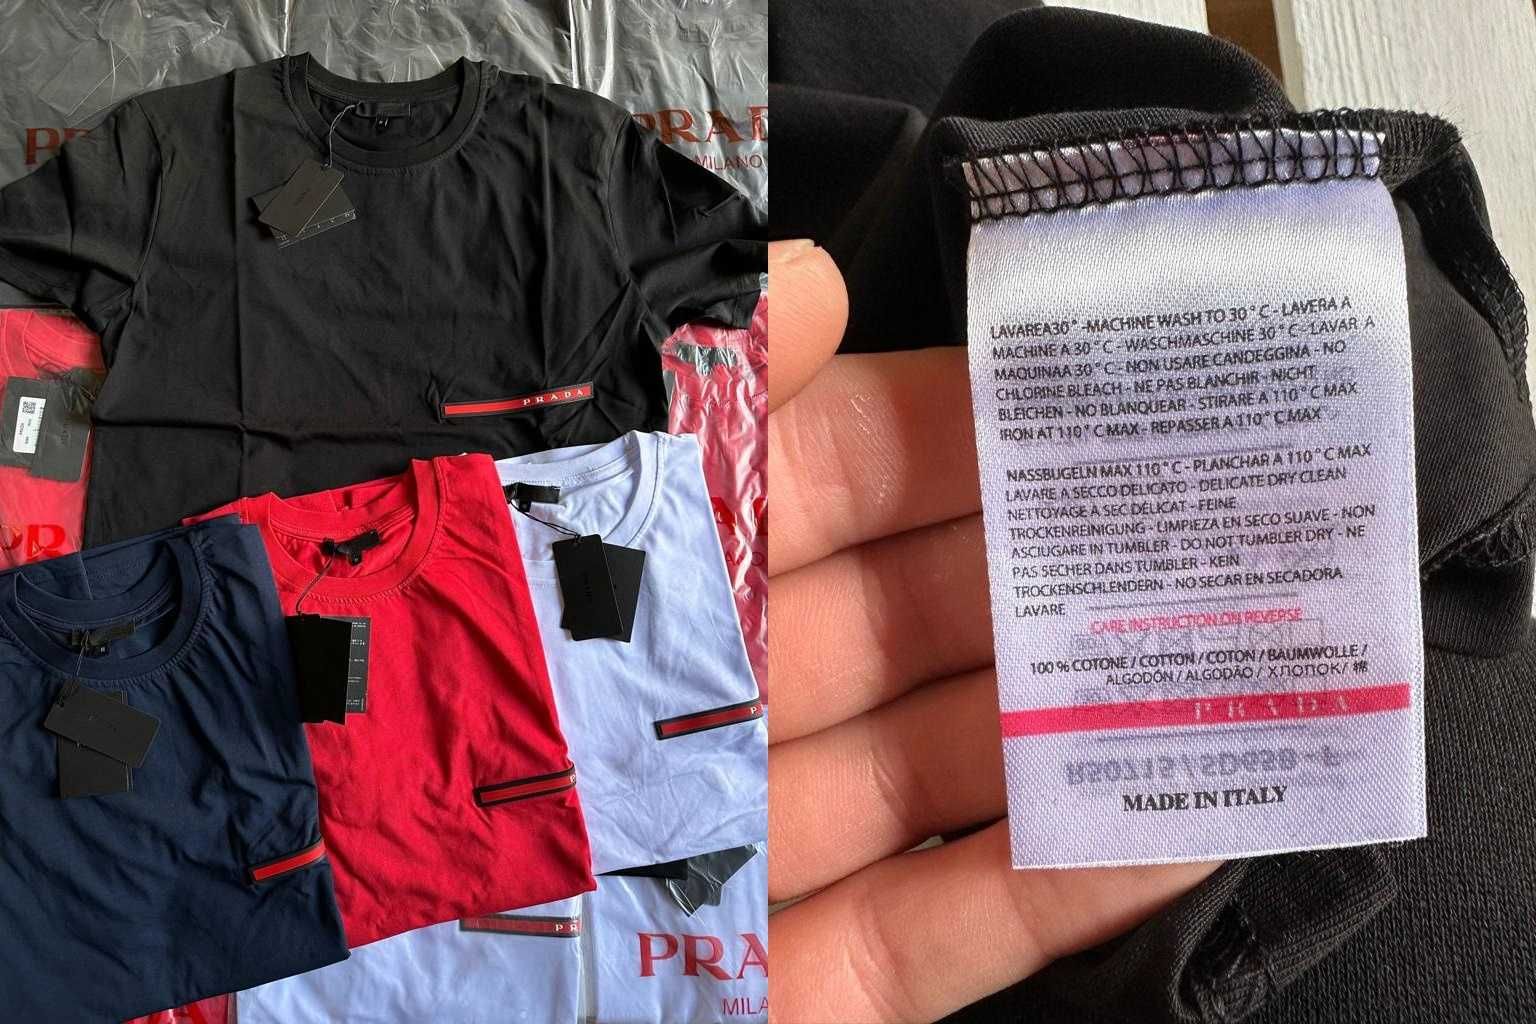 PRADA
MILANO
PRADA
PRADA
MILANO
LAVAREA30° -MACHINE WASH TO 30 ° C - LAVERA A
MACHINE A 30 ° C - WASCHMASCHINE 30 ° C - LAVAR A
MAQUINAA 30 ° C - NON USARE CANDEGGINA - NO
CHLORINE BLEACH - NE PAS BLANCHIR - NICHT
BLEICHEN - NO BLANQUEAR - STIRARE A 110 ° C MAX
IRON AT 110 ° C MAX - REPASSER A 110 ° C MAX
NASSBUGELN MAX 110 ° C - PLANCHAR A 110 ° C MAX
LAVARE A SECCO DELICATO - DELICATE DRY CLEAN
NETTOYAGE A SEC DELICAT - FEINE
TROCKENREINIGUNG - LIMPIEZA EN SECO SUAVE - NON
ASCIUGARE IN TUMBLER - DO NOT TUMBLER DRY - NE
PAS SECHER DANS TUMBLER - KEIN
TROCKENSCHLENDERN - NO SECAR EN SECADORA
LAVARE
CARE INSTRUCTION ON REVERSE
100 % COTONE / COTTON / COTON / BAUMWOLLE /
ALGODÓN / ALGODÃO / ХЛОПОК/ 棉
PRADA
MADE IN ITALY